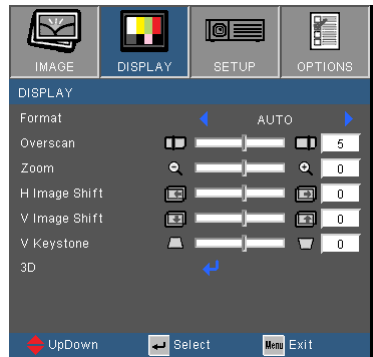 IMAGE DISPLAY SETUP OPTIONS
DISPLAY
Format AUTO
Overscan 5
Zoom 0
H Image Shift 0
V Image Shift 0
V Keystone 0
3D
UpDown Select Menu Exit